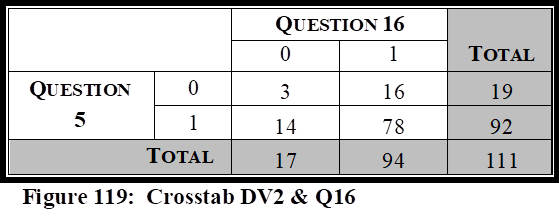 QUESTION 16
0 1 TOTAL
QUESTION 5 0 3 16 19
1 14 78 92
TOTAL 17 94 111
Figure 119: Crosstab DV2 & Q16